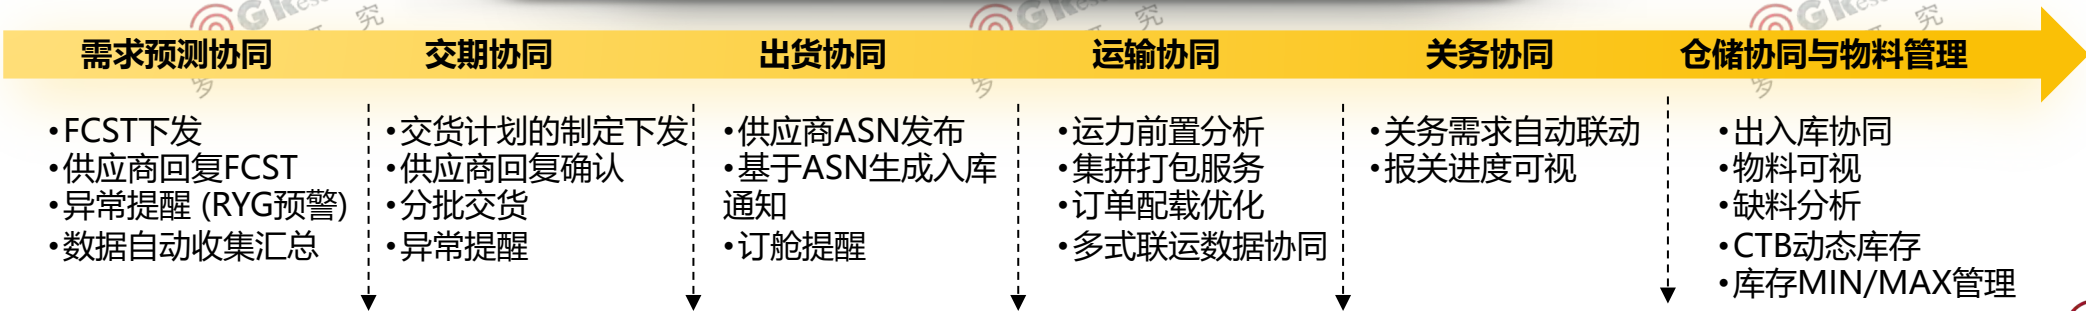 需求预测协同
交期协同
出货协同
运输协同
关务协同
仓储协同与物料管理
•FCST下发
•供应商回复FCST
•异常提醒 (RYG预警)
•数据自动收集汇总
•交货计划的制定下发
•供应商回复确认
•分批交货
•异常提醒
•供应商ASN发布
•基于ASN生成入库
通知
•订舱提醒
•运力前置分析
•集拼打包服务
•订单配载优化
•多式联运数据协同
•关务需求自动联动
•报关进度可视
•出入库协同
•物料可视
•缺料分析
•CTB动态库存
•库存MIN/MAX管理